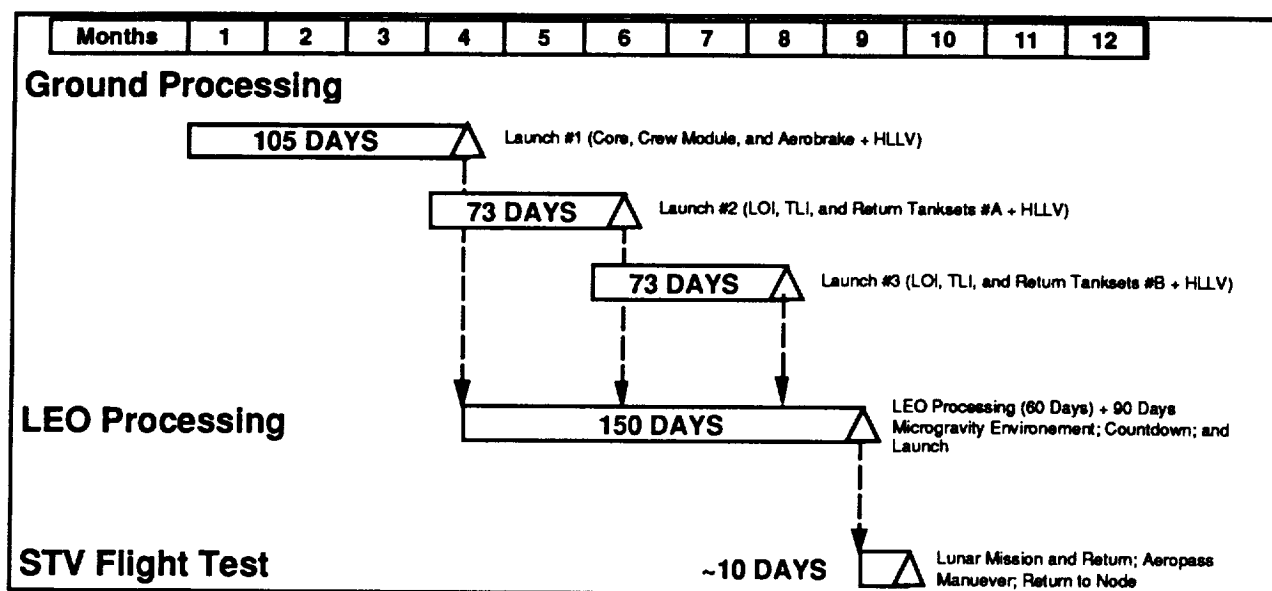 Months 1 2 3 4 5 6 7 8 9 10 11 12
Ground Processing
105 DAYS
Launch #1 (Core, Crew Module, and Aerobrake + HLLV)
73 DAYS
Launch #2 (LOI, TLI, and Return Tanksets #A + HLLV)
73 DAYS
Launch #3 (LOI, TLI, and Return Tanksets #B + HLLV)
LEO Processing
150 DAYS
LEO Processing (60 Days) + 90 Days
Microgravity Environement; Countdown; and
Launch
STV Flight Test
~10 DAYS
Lunar Mission and Return; Aeropass
Manuever; Return to Node